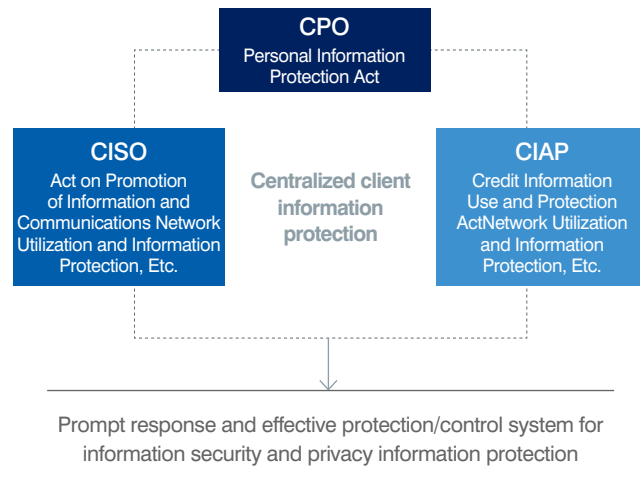 CPO
Personal Information
Protection Act
CISO
Act on Promotion
of Information and
Communications Network
Utilization and Information
Protection, Etc.
Centralized client
information
protection
CIAP
Credit Information
Use and Protection
ActNetwork Utilization
and Information
Protection, Etc.
Prompt response and effective protection/control system for
information security and privacy information protection